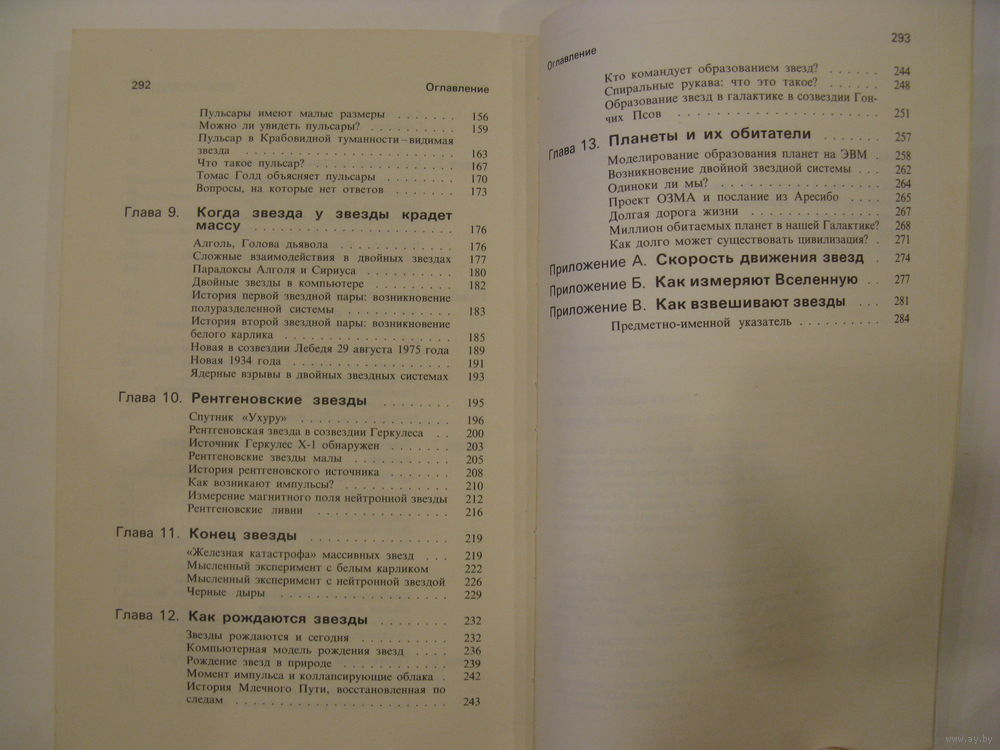 292
Оглавление
Пульсары имеют малые размеры . . . . . . . 156
Можно ли увидеть пульсары? . . . . . . . . . . 159
Пульсар в Крабовидной туманности – видимая
звезда . . . . . . . . . . . . . . . . . . . . 163
Что такое пульсар? . . . . . . . . . . . . . . 167
Томас Голд объясняет пульсары . . . . . . . . 170
Вопросы, на которые нет ответов . . . . . . . 173
Глава 9. Когда звезда у звезды крадет
массу . . . . . . . . . . . . . . . . . . . 176
Алголь, Голова дьявола . . . . . . . . . . . . 176
Сложные взаимодействия в двойных звездах 177
Парадоксы Алголя и Сириуса . . . . . . . . . 180
Двойные звезды в компьютере . . . . . . . . . 182
История первой звездной пары: возникновение
полуразделенной системы . . . . . . . . . . . 183
История второй звездной пары: возникновение
белого карлика . . . . . . . . . . . . . . . . 185
Новая в созвездии Лебедя 29 августа 1975 года 189
Новая 1934 года . . . . . . . . . . . . . . . . 191
Ядерные взрывы в двойных звездных системах 193
Глава 10. Рентгеновские звезды . . . . . . . . 195
Спутник «Ухуру» . . . . . . . . . . . . . . . 196
Рентгеновская звезда в созвездии Геркулеса . . 200
Источник Геркулес X-1 обнаружен . . . . . . . 203
Рентгеновские звезды малы . . . . . . . . . . 205
История рентгеновского источника . . . . . . . 208
Как возникают импульсы? . . . . . . . . . . . 210
Измерение магнитного поля нейтронной звезды 212
Рентгеновские ливни . . . . . . . . . . . . . . 216
Глава 11. Конец звезды . . . . . . . . . . . . . . 219
«Железная катастрофа» массивных звезд . . . 219
Мысленный эксперимент с белым карликом 222
Мысленный эксперимент с нейтронной звездой 226
Черные дыры . . . . . . . . . . . . . . . . . . 229
Глава 12. Как рождаются звезды . . . . . . . . 232
Звезды рождаются и сегодня . . . . . . . . . . 232
Компьютерная модель рождения звезд . . . . 236
Рождение звезд в природе . . . . . . . . . . . . 239
Момент импульса и коллапсирующие облака . 242
История Млечного Пути, восстановленная по
следам . . . . . . . . . . . . . . . . . . . . . 243
Оглавление
293
Кто командует образованием звезд? . . . . . . 244
Спиральные рукава: что это такое? . . . . . . 248
Образование звезд в галактике в созвездии Гон-
чих Псов . . . . . . . . . . . . . . . . . . . . 251
Глава 13. Планеты и их обитатели . . . . . . . 257
Моделирование образования планет на ЭВМ . 258
Возникновение двойной звездной системы . . . 262
Одиноки ли мы? . . . . . . . . . . . . . . . . 264
Проект ОЗМА и послание из Аресибо . . . . 265
Долгая дорога жизни . . . . . . . . . . . . . . 267
Миллион обитаемых планет в нашей Галактике? 268
Как долго может существовать цивилизация? . 271
Приложение А. Скорость движения звезд . 274
Приложение Б. Как измеряют Вселенную . . 277
Приложение В. Как взвешивают звезды . . . 281
Предметно-именной указатель . . . . . . . . . . 284
www.ay.by